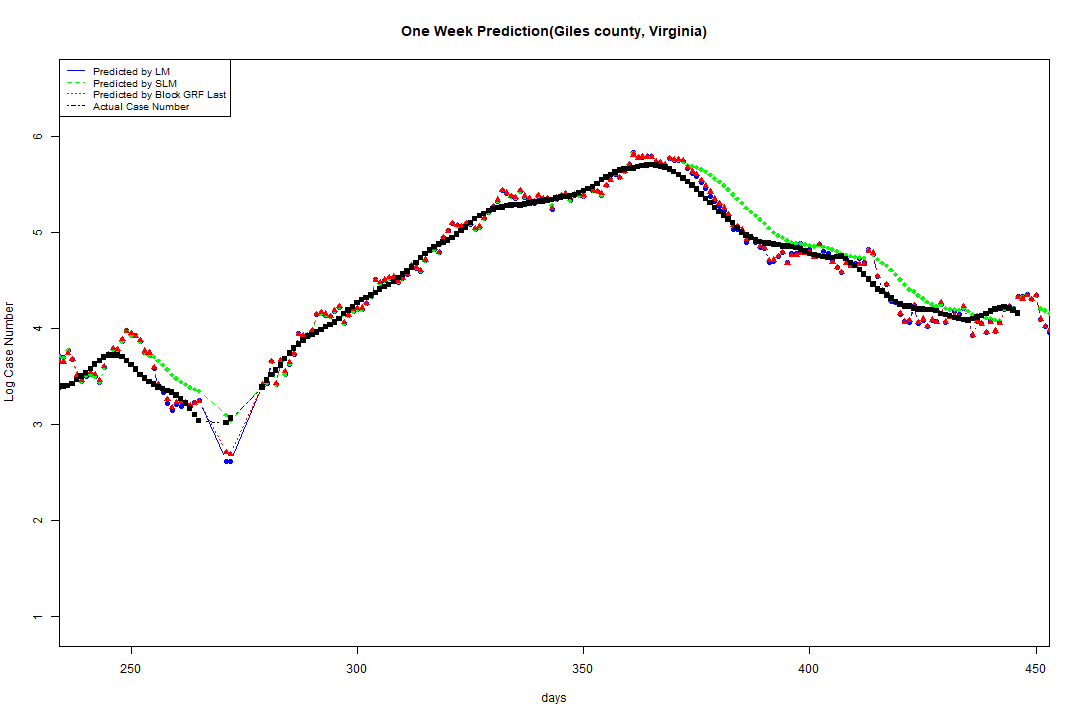 One Week Prediction(Giles county, Virginia)
Predicted by LM
Predicted by SLM
Predicted by Block GRF Last
Actual Case Number
Log Case Number
6
5
4
3
2
1
250 300 350 400 450
days